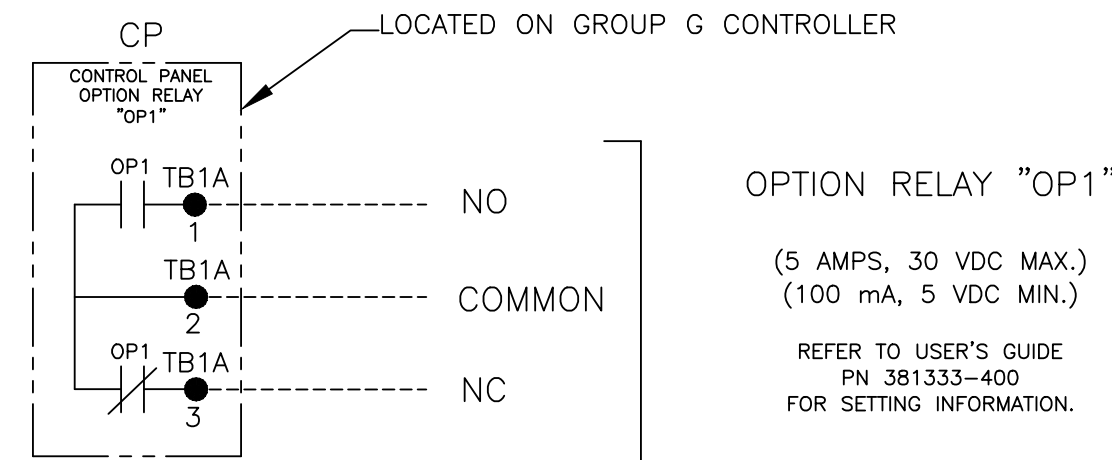 CP
LOCATED ON GROUP G CONTROLLER
CONTROL PANEL
OPTION RELAY
"OP1"
OP1 TB1A
1
NO
TB1A
2
COMMON
OP1 TB1A
3
NC
OPTION RELAY "OP1"
(5 AMPS, 30 VDC MAX.)
(100 mA, 5 VDC MIN.)
REFER TO USER'S GUIDE
PN 381333-400
FOR SETTING INFORMATION.